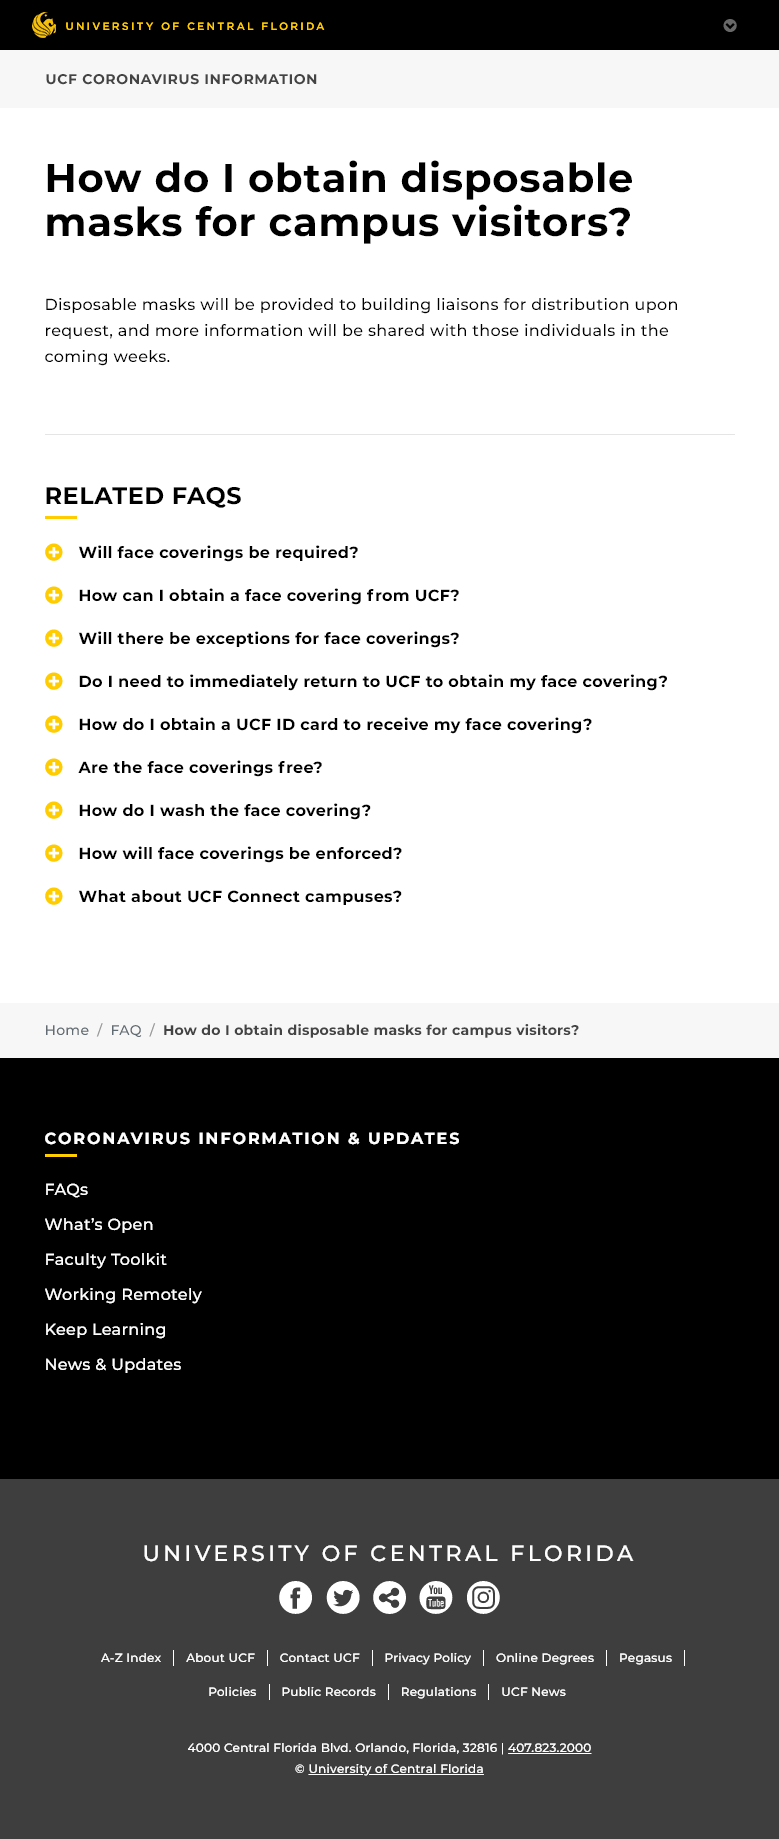 UNIVERSITY OF CENTRAL FLORIDA
UCF CORONAVIRUS INFORMATION
How do I obtain disposable
masks for campus visitors?
Disposable masks will be provided to building liaisons for distribution upon
request, and more information will be shared with those individuals in the
coming weeks.
RELATED FAQS
Will face coverings be required?
How can I obtain a face covering from UCF?
Will there be exceptions for face coverings?
Do I need to immediately return to UCF to obtain my face covering?
How do I obtain a UCF ID card to receive my face covering?
Are the face coverings free?
How do I wash the face covering?
How will face coverings be enforced?
What about UCF Connect campuses?
Home / FAQ / How do I obtain disposable masks for campus visitors?
CORONAVIRUS INFORMATION & UPDATES
FAQs
What’s Open
Faculty Toolkit
Working Remotely
Keep Learning
News & Updates
UNIVERSITY OF CENTRAL FLORIDA
You Tube
A-Z Index | About UCF | Contact UCF | Privacy Policy | Online Degrees | Pegasus |
Policies | Public Records | Regulations | UCF News
4000 Central Florida Blvd. Orlando, Florida, 32816 | 407.823.2000
© University of Central Florida